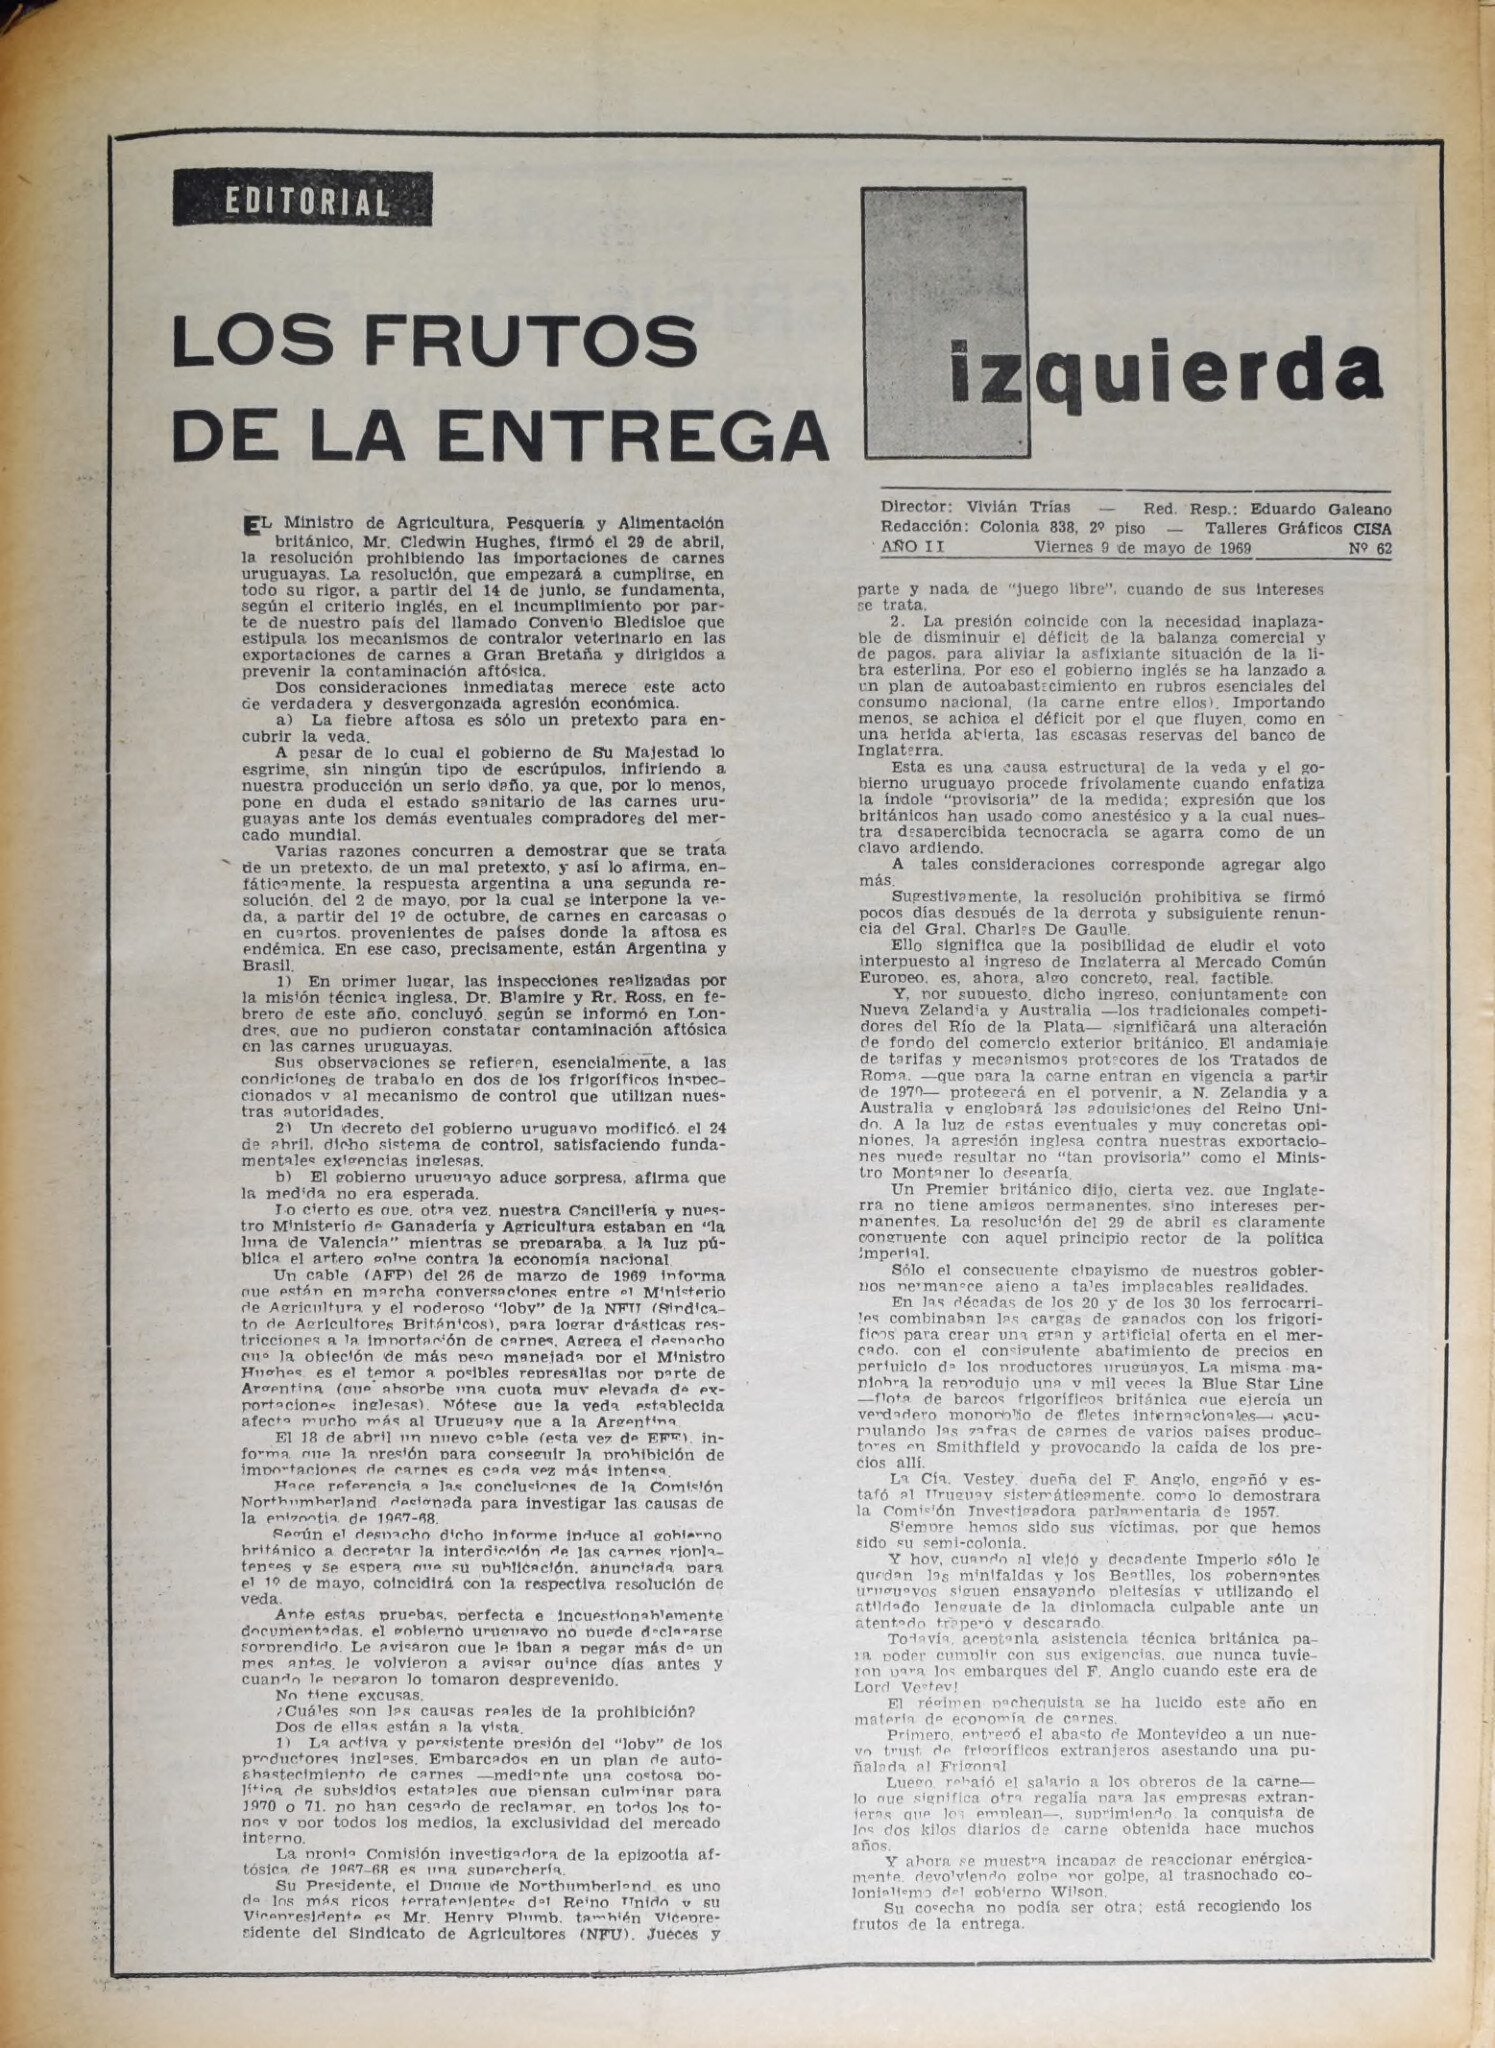 EDITORIAL
LOS FRUTOS
DE LA ENTREGA
izquierda
Director: Vivián Trías — Red. Resp.: Eduardo Galeano
Redacción: Colonia 838, 2º piso — Talleres Gráficos CISA
AÑO II Viernes 9 de mayo de 1969 Nº 62
EL Ministro de Agricultura, Pesquería y Alimentación
británico, Mr. Cledwin Hughes, firmó el 29 de abril,
la resolución prohibiendo las importaciones de carnes
uruguayas. La resolución, que empezará a cumplirse, en
todo su rigor, a partir del 14 de junio, se fundamenta,
según el criterio inglés, en el incumplimiento por par-
te de nuestro país del llamado Convenio Bledisloe que
estipula los mecanismos de contralor veterinario en las
exportaciones de carnes a Gran Bretaña y dirigidos a
prevenir la contaminación aftósica.
Dos consideraciones inmediatas merece este acto
de verdadera y desvergonzada agresión económica.
a) La fiebre aftosa es sólo un pretexto para en-
cubrir la veda.
A pesar de lo cual el gobierno de Su Majestad lo
esgrime, sin ningún tipo de escrúpulos, infiriendo a
nuestra producción un serio daño, ya que, por lo menos,
pone en duda el estado sanitario de las carnes uru-
guayas ante los demás eventuales compradores del mer-
cado mundial.
Varias razones concurren a demostrar que se trata
de un pretexto, de un mal pretexto, y así lo afirma, en-
fáticamente, la respuesta argentina a una segunda re-
solución, del 2 de mayo, por la cual se interpone la ve-
da, a partir del 1º de octubre, de carnes en carcasas o
en cuartos, provenientes de países donde la aftosa es
endémica. En ese caso, precisamente, están Argentina y
Brasil.
1) En primer lugar, las inspecciones realizadas por
la misión técnica inglesa, Dr. Blamire y Rr. Ross, en fe-
brero de este año, concluyó, según se informó en Lon-
dres, que no pudieron constatar contaminación aftósica
en las carnes uruguayas.
Sus observaciones se refieren, esencialmente, a las
condiciones de trabajo en dos de los frigoríficos inspec-
cionados y al mecanismo de control que utilizan nues-
tras autoridades.
2) Un decreto del gobierno uruguayo modificó, el 24
de abril, dicho sistema de control, satisfaciendo funda-
mentales exigencias inglesas.
b) El gobierno uruguayo aduce sorpresa, afirma que
la medida no era esperada.
Lo cierto es que, otra vez, nuestra Cancillería y nues-
tro Ministerio de Ganadería y Agricultura estaban en "la
luna de Valencia" mientras se preparaba, a la luz pú-
blica el artero golpe contra la economía nacional
Un cable (AFP) del 26 de marzo de 1969 informa
que están en marcha conversaciones entre el Ministerio
de Agricultura y el poderoso "loby" de la NFU (Sindica-
to de Agricultores Británicos), para lograr drásticas res-
tricciones a la importación de carnes. Agrega el despacho
que la objeción de más peso manejada por el Ministro
Hughes es el temor a posibles represalias por parte de
Argentina (que absorbe una cuota muy elevada de ex-
portaciones inglesas). Nótese que la veda establecida
afecta mucho más al Uruguay que a la Argentina.
El 18 de abril un nuevo cable (esta vez de EFE), in-
forma que la presión para conseguir la prohibición de
importaciones de carnes es cada vez más intensa.
Hace referencia a las conclusiones de la Comisión
Northumberland designada para investigar las causas de
la epizootia de 1967-68.
Según el despacho dicho informe induce al gobierno
británico a decretar la interdicción de las carnes riopla-
tenses y se espera que su publicación, anunciada para
el 1º de mayo, coincidirá con la respectiva resolución de
veda.
Ante estas pruebas, perfecta e incuestionablemente
documentadas, el gobierno uruguayo no puede declararse
sorprendido. Le avisaron que le iban a pegar más de un
mes antes, le volvieron a avisar quince días antes y
cuando le pegaron lo tomaron desprevenido.
No tiene excusas.
¿Cuáles son las causas reales de la prohibición?
Dos de ellas están a la vista.
1) La activa y persistente presión del "loby" de los
productores ingleses. Embarcados en un plan de auto-
abastecimiento de carnes —mediante una costosa po-
lítica de subsidios estatales que piensan culminar para
1970 o 71, no han cesado de reclamar, en todos los to-
nos y por todos los medios, la exclusividad del mercado
interno.
La propia Comisión investigadora de la epizootia af-
tósica de 1967-68 es una superchería.
Su Presidente, el Duque de Northumberland, es uno
de los más ricos terratenientes del Reino Unido y su
Vicepresidente es Mr. Henry Plumb, también Vicepre-
sidente del Sindicato de Agricultores (NFU). Jueces y
parte y nada de "juego libre", cuando de sus intereses
se trata.
2. La presión coincide con la necesidad inaplaza-
ble de disminuir el déficit de la balanza comercial y
de pagos, para aliviar la asfixiante situación de la li-
bra esterlina. Por eso el gobierno inglés se ha lanzado a
un plan de autoabastecimiento en rubros esenciales del
consumo nacional, (la carne entre ellos). Importando
menos, se achica el déficit por el que fluyen, como en
una herida abierta, las escasas reservas del banco de
Inglaterra.
Esta es una causa estructural de la veda y el go-
bierno uruguayo procede frívolamente cuando enfatiza
la índole "provisoria" de la medida; expresión que los
británicos han usado como anestésico y a la cual nues-
tra desapercibida tecnocracia se agarra como de un
clavo ardiendo.
A tales consideraciones corresponde agregar algo
más.
Sugestivamente, la resolución prohibitiva se firmó
pocos días después de la derrota y subsiguiente renun-
cia del Gral. Charles De Gaulle.
Ello significa que la posibilidad de eludir el voto
interpuesto al ingreso de Inglaterra al Mercado Común
Europeo, es, ahora, algo concreto, real, factible.
Y, por supuesto, dicho ingreso, conjuntamente con
Nueva Zelandia y Australia —los tradicionales competi-
dores del Río de la Plata— significará una alteración
de fondo del comercio exterior británico. El andamiaje
de tarifas y mecanismos protecores de los Tratados de
Roma, —que para la carne entran en vigencia a partir
de 1970— protegerá en el porvenir, a N. Zelandia y a
Australia y englobará las adquisiciones del Reino Uni-
do. A la luz de estas eventuales y muy concretas opi-
niones, la agresión inglesa contra nuestras exportacio-
nes puede resultar no "tan provisoria" como el Minis-
tro Montaner lo desearía.
Un Premier británico dijo, cierta vez, que Inglate-
rra no tiene amigos permanentes, sino intereses per-
manentes. La resolución del 29 de abril es claramente
congruente con aquel principio rector de la política
imperial.
Sólo el consecuente cipayismo de nuestros gobier-
nos permanece ajeno a tales implacables realidades.
En las décadas de los 20 y de los 30 los ferrocarri-
les combinaban las cargas de ganados con los frigorí-
ficos para crear una gran y artificial oferta en el mer-
cado, con el consiguiente abatimiento de precios en
perjuicio de los productores uruguayos. La misma ma-
niobra la reprodujo una y mil veces la Blue Star Line
—flota de barcos frigoríficos británica que ejercía un
verdadero monopolio de fletes internacionales— acu-
mulando las zafras de carnes de varios países produc-
tores en Smithfield y provocando la caída de los pre-
cios allí.
La Cía. Vestey, dueña del F. Anglo, engañó y es-
tafó al Uruguay sistemáticamente, como lo demostrara
la Comisión Investigadora parlamentaria de 1957.
Siempre hemos sido sus víctimas, por que hemos
sido su semi-colonia.
Y hoy, cuando al viejo y decadente Imperio sólo le
quedan las minifaldas y los Beatlles, los gobernantes
uruguayos siguen ensayando pleitesías y utilizando el
atildado lenguaje de la diplomacia culpable ante un
atentado trapero y descarado.
Todavía, aceptan la asistencia técnica británica pa-
ra poder cumplir con sus exigencias, que nunca tuvie-
ron para los embarques del F. Anglo cuando este era de
Lord Vestey!
El régimen pachequista se ha lucido este año en
materia de economía de carnes.
Primero, entregó el abasto de Montevideo a un nue-
vo trust de frigoríficos extranjeros asestando una pu-
ñalada al Frigonal
Luego, rebajó el salario a los obreros de la carne—
lo que significa otra regalía para las empresas extran-
jeras que los emplean—, suprimiendo la conquista de
los dos kilos diarios de carne obtenida hace muchos
años.
Y ahora se muestra incapaz de reaccionar enérgica-
mente, devolviendo golpe por golpe, al trasnochado co-
lonialismo del gobierno Wilson.
Su cosecha no podía ser otra; está recogiendo los
frutos de la entrega.